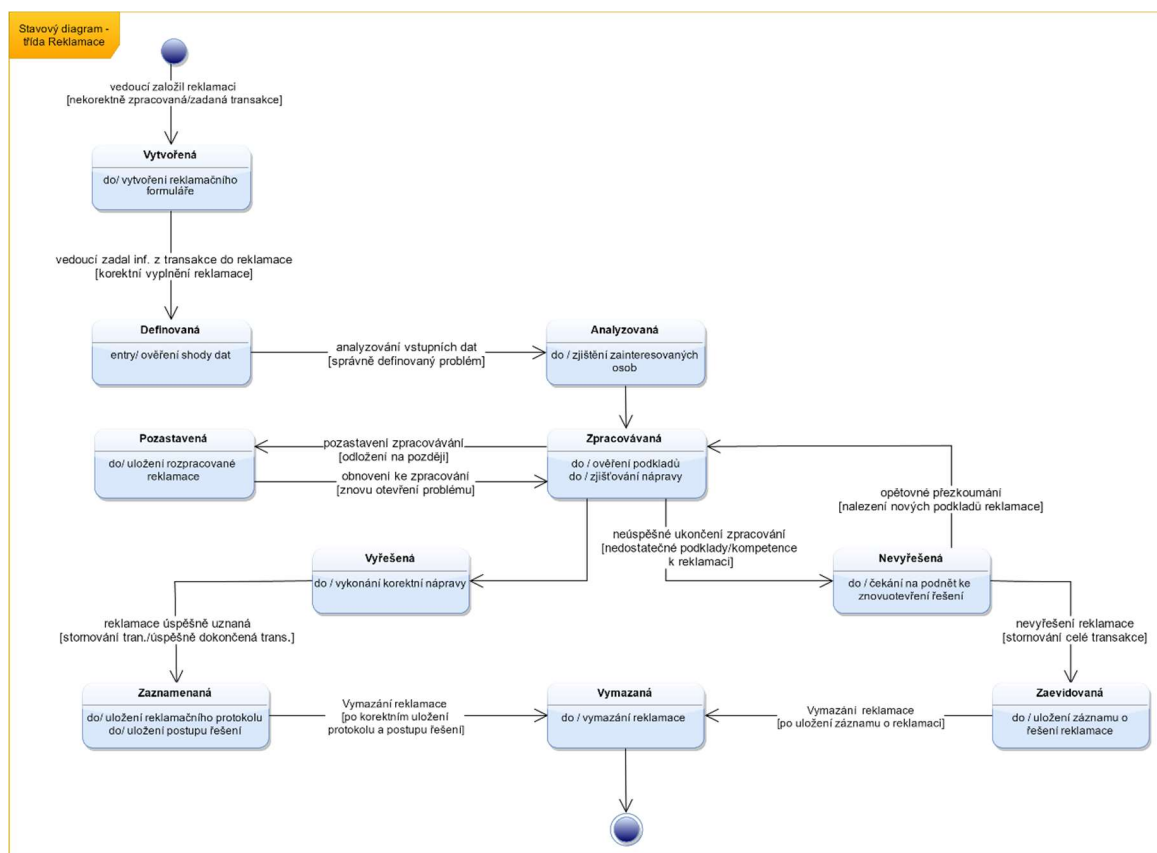 Stavový diagram -
třída Reklamace
vedoucí založil reklamaci
[nekorektně zpracovaná/zadaná transakce]
Vytvořená
do/ vytvoření reklamačního
formuláře
vedoucí zadal inf. z transakce do reklamace
[korektní vyplnění reklamace]
Definovaná
entry/ ověření shody dat
analyzování vstupních dat
[správně definovaný problém]
Analyzovaná
do / zjištění zainteresovaných
osob
Pozastavená
do/ uložení rozpracované
reklamace
pozastavení zpracovávání
[odložení na později]
obnovení ke zpracování
[znovu otevření problému]
Zpracovávaná
do / ověření podkladů
do / zjišťování nápravy
opětovné přezkoumání
[nalezení nových podkladů reklamace]
neúspěšné ukončení zpracování
[nedostatečné podklady/kompetence
k reklamaci]
Vyřešená
do / vykonání korektní nápravy
Nevyřešená
do / čekání na podnět ke
znovuotevření řešení
reklamace úspěšně uznaná
[stornování tran./úspěšně dokončená trans.]
nevyřešení reklamace
[stornování celé transakce]
Zaznamenaná
do/ uložení reklamačního protokolu
do/ uložení postupu řešení
Vymazání reklamace
[po korektním uložení
protokolu a postupu řešení]
Vymazaná
do / vymazání reklamace
Vymazání reklamace
[po uložení záznamu o reklamaci]
Zaevidovaná
do / uložení záznamu o
řešení reklamace